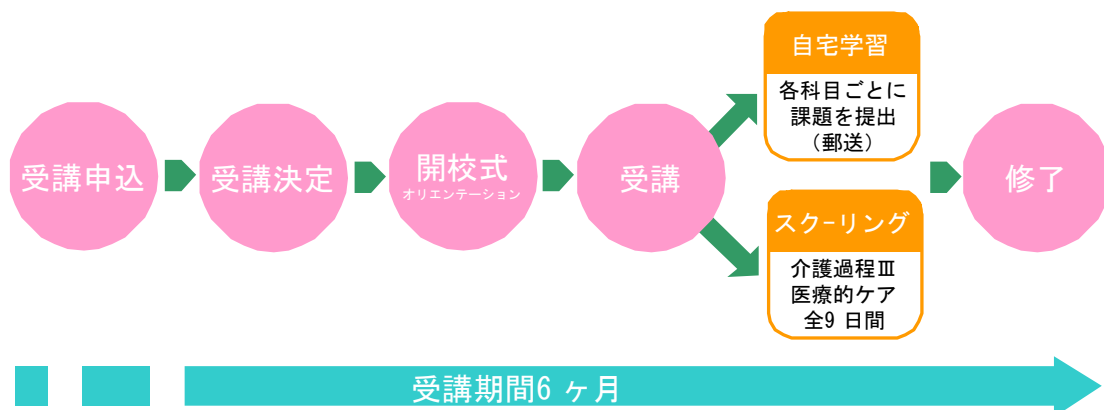 受講申込
受講決定
開校式
オリエンテーション
受講
自宅学習
各科目ごとに
課題を提出
（郵送）
スク-リング
介護過程Ⅲ
医療的ケア
全9 日間
修了
受講期間6 ヶ月